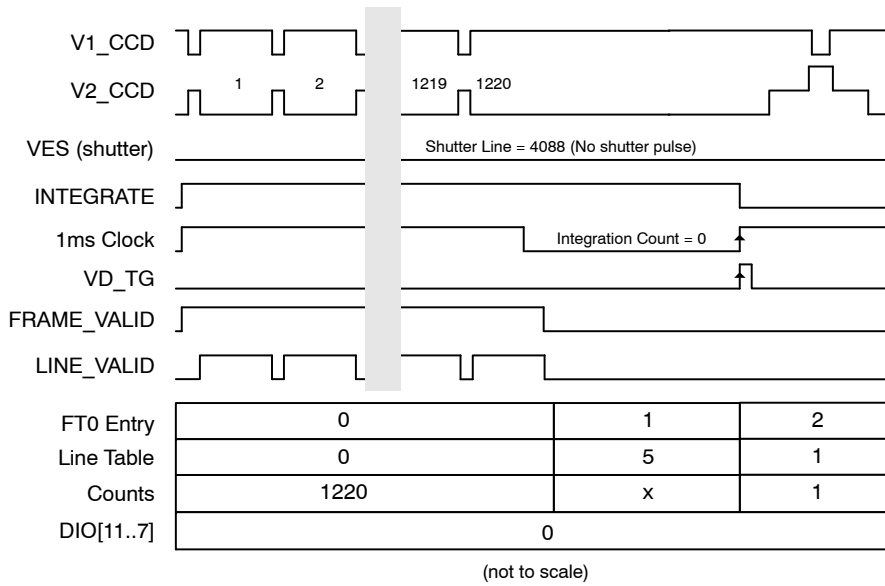 V1_CCD
V2_CCD 1 2 1219 1220
VES (shutter) Shutter Line = 4088 (No shutter pulse)
INTEGRATE
1ms Clock Integration Count = 0
VD_TG
FRAME_VALID
LINE_VALID
FT0 Entry 0 1 2
Line Table 0 5 1
Counts 1220 x 1
DIO[11..7] 0
(not to scale)